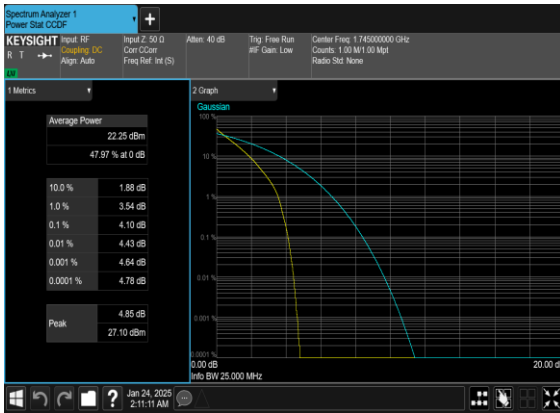 Spectrum Analyzer 1
Power Stat CCDF
+
KEYSIGHT
R T
LXI
Input: RF
Coupling: DC
Align: Auto
Input Z: 50 Ω
Corr CCorr
Freq Ref: Int (S)
Atten: 40 dB
Trig: Free Run
#IF Gain: Low
Center Freq: 1.745000000 GHz
Counts: 1.00 M/1.00 Mpt
Radio Std: None
1 Metrics
Average Power
22.25 dBm
47.97 % at 0 dB
10.0 % 1.88 dB
1.0 % 3.54 dB
0.1 % 4.10 dB
0.01 % 4.43 dB
0.001 % 4.64 dB
0.0001 % 4.78 dB
Peak
4.85 dB
27.10 dBm
2 Graph
Gaussian
100 %
10 %
1 %
0.1 %
0.01 %
0.001 %
0.0001 %
0.00 dB
20.00 d
Info BW 25.000 MHz
?
Jan 24, 2025
2:11:11 AM